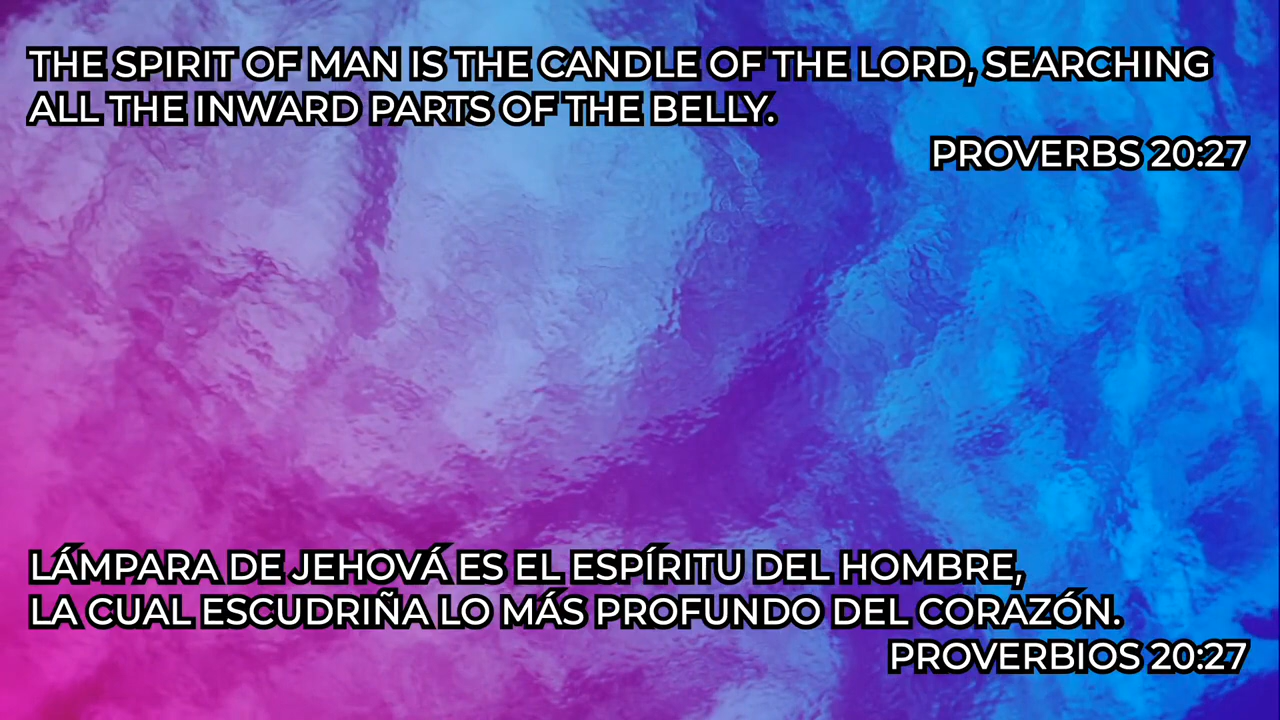 THE SPIRIT OF MAN IS THE CANDLE OF THE LORD, SEARCHING
ALL THE INWARD PARTS OF THE BELLY.
PROVERBS 20:27
LÁMPARA DE JEHOVÁ ES EL ESPÍRITU DEL HOMBRE,
LA CUAL ESCUDRIÑA LO MÁS PROFUNDO DEL CORAZÓN.
PROVERBIOS 20:27